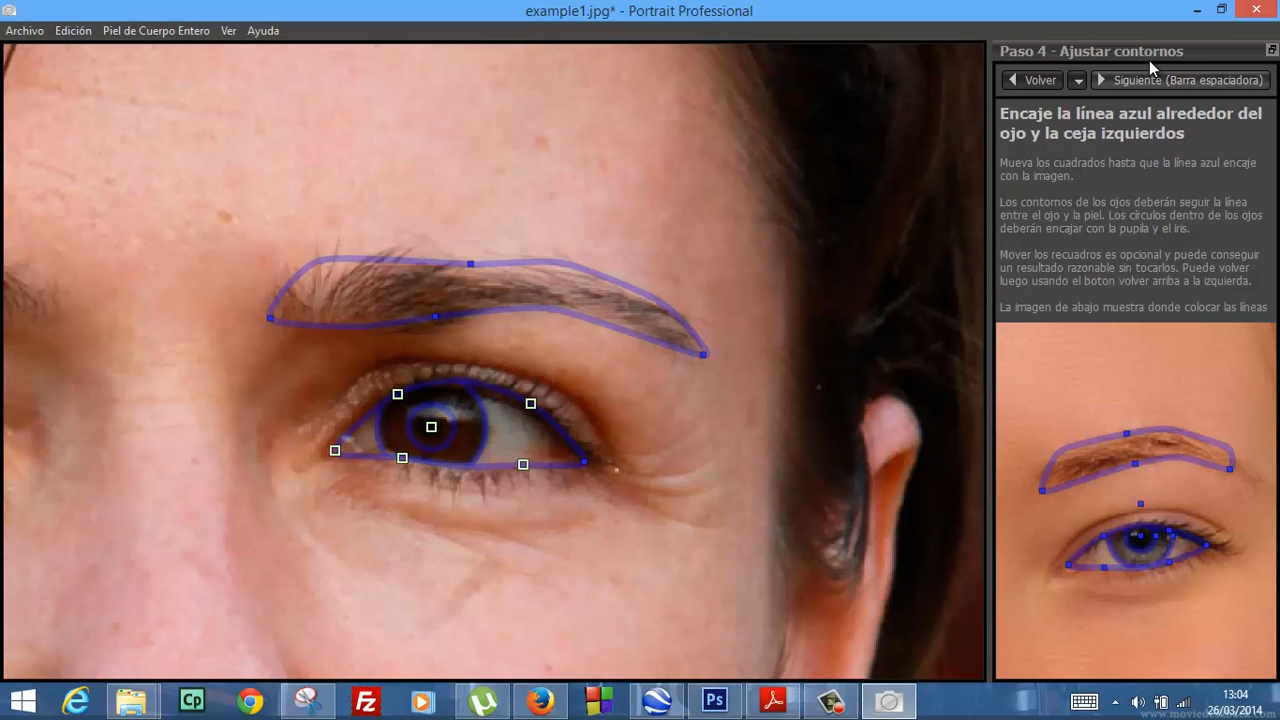 example1.jpg* - Portrait Professional
Archivo Edición Piel de Cuerpo Entero Ver Ayuda
Paso 4 - Ajustar contornos
Volver Siguiente (Barra espaciadora)
Encaje la línea azul alrededor del
ojo y la ceja izquierdos
Mueva los cuadrados hasta que la línea azul encaje
con la imagen.
Los contornos de los ojos deberán seguir la línea
entre el ojo y la piel. Los círculos dentro de los ojos
deberán encajar con la pupila y el iris.
Mover los recuadros es opcional y puede conseguir
un resultado razonable sin tocarlos. Puede volver
luego usando el boton volver arriba a la izquierda.
La imagen de abajo muestra donde colocar las líneas
Cp
Fz
Ps
13:04
26/03/2014